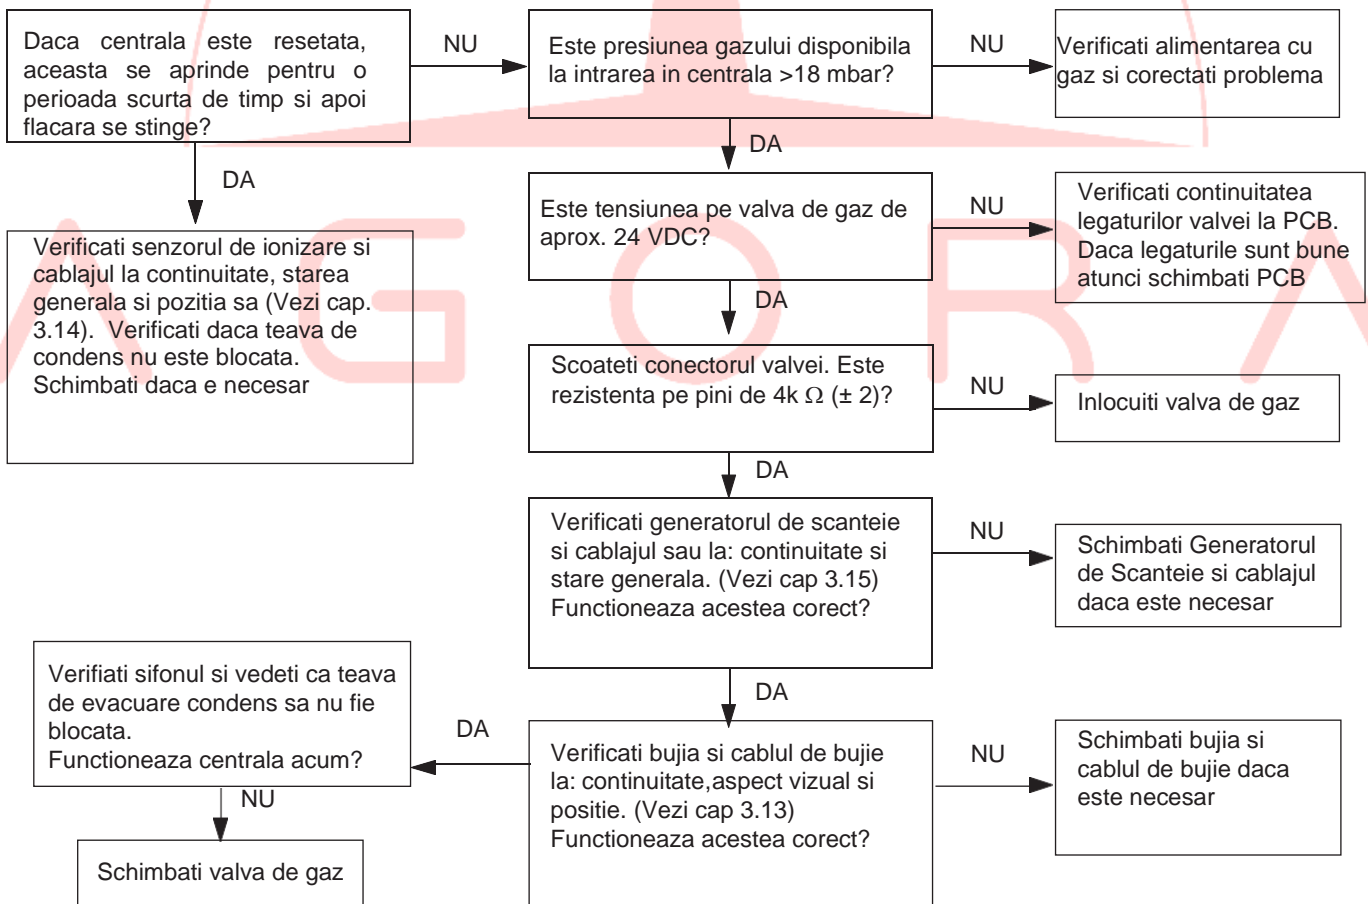 Daca centrala este resetata,
aceasta se aprinde pentru o
perioada scurta de timp si apoi
flacara se stinge?
NU
Este presiunea gazului disponibila
la intrarea in centrala >18 mbar?
NU
Verificati alimentarea cu
gaz si corectati problema
DA
DA
Verificati senzorul de ionizare si
cablajul la continuitate, starea
generala si pozitia sa (Vezi cap.
3.14). Verificati daca teava de
condens nu este blocata.
Schimbati daca e necesar
Este tensiunea pe valva de gaz de
aprox. 24 VDC?
NU
Verificati continuitatea
legaturilor valvei la PCB.
Daca legaturile sunt bune
atunci schimbati PCB
DA
Scoateti conectorul valvei. Este
rezistenta pe pini de 4k Ω (± 2)?
NU
Inlocuiti valva de gaz
DA
Verificati generatorul de scanteie
si cablajul sau la: continuitate si
stare generala. (Vezi cap 3.15)
Functioneaza acestea corect?
NU
Schimbati Generatorul
de Scanteie si cablajul
daca este necesar
DA
Verificati bujia si cablul de bujie
la: continuitate,aspect vizual si
positie. (Vezi cap 3.13)
Functioneaza acestea corect?
NU
Schimbati bujia si
cablul de bujie daca
este necesar
DA
Verifiati sifonul si vedeti ca teava
de evacuare condens sa nu fie
blocata.
Functioneaza centrala acum?
NU
Schimbati valva de gaz
AGORA